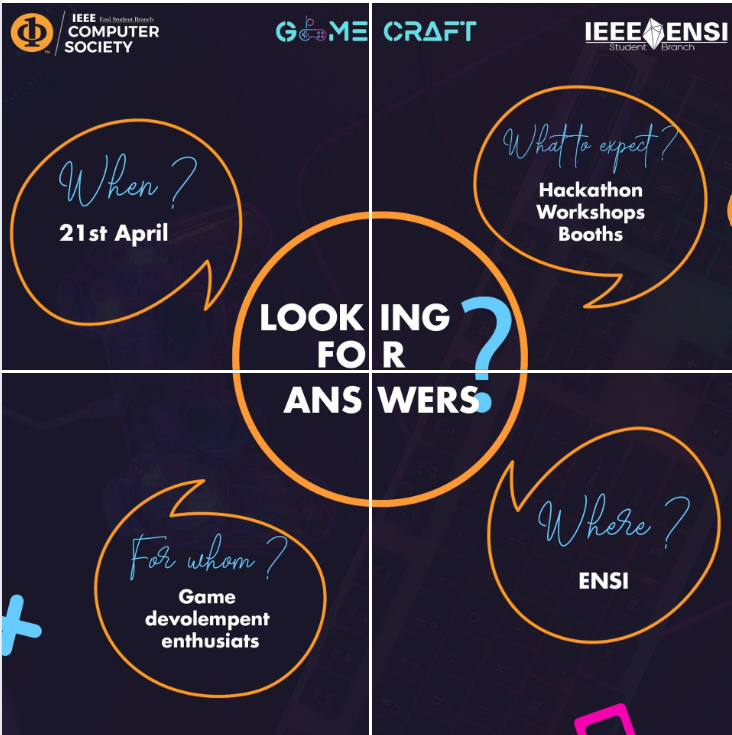 IEEE Ensi Student Branch
COMPUTER
SOCIETY
GAME CRAFT
IEEE ENSI
Student Branch
When ?
21st April
What to expect ?
Hackathon
Workshops
Booths
LOOKING
FOR
ANSWERS
?
For whom ?
Game
devolempent
enthusiats
Where ?
ENSI